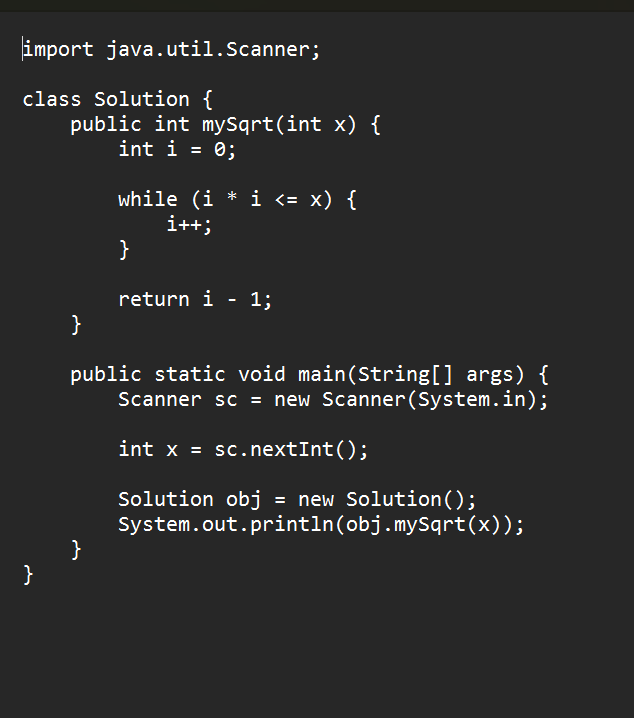 import java.util.Scanner;
class Solution {
    public int mySqrt(int x) {
        int i = 0;
        while (i * i <= x) {
            i++;
        }
        return i - 1;
    }
    public static void main(String[] args) {
        Scanner sc = new Scanner(System.in);
        int x = sc.nextInt();
        Solution obj = new Solution();
        System.out.println(obj.mySqrt(x));
    }
}